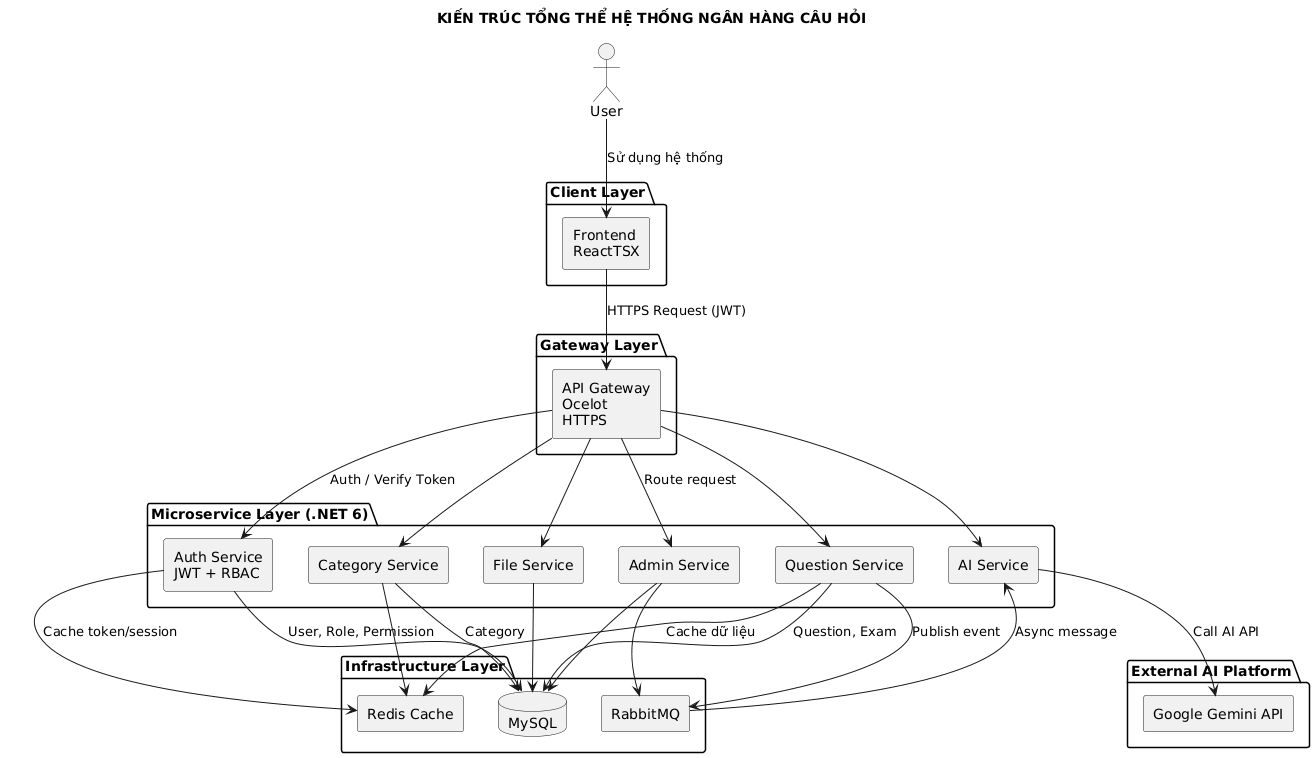 KIẾN TRÚC TỔNG THỂ HỆ THỐNG NGÂN HÀNG CÂU HỎI
User
Sử dụng hệ thống
Client Layer
Frontend
ReactTSX
HTTPS Request (JWT)
Gateway Layer
API Gateway
Ocelot
HTTPS
Auth / Verify Token
Route request
Microservice Layer (.NET 6)
Auth Service
JWT + RBAC
Category Service
File Service
Admin Service
Question Service
AI Service
Cache token/session
User, Role, Permission
Category
Cache dữ liệu
Question, Exam
Publish event
Async message
Call AI API
Infrastructure Layer
Redis Cache
MySQL
RabbitMQ
External AI Platform
Google Gemini API